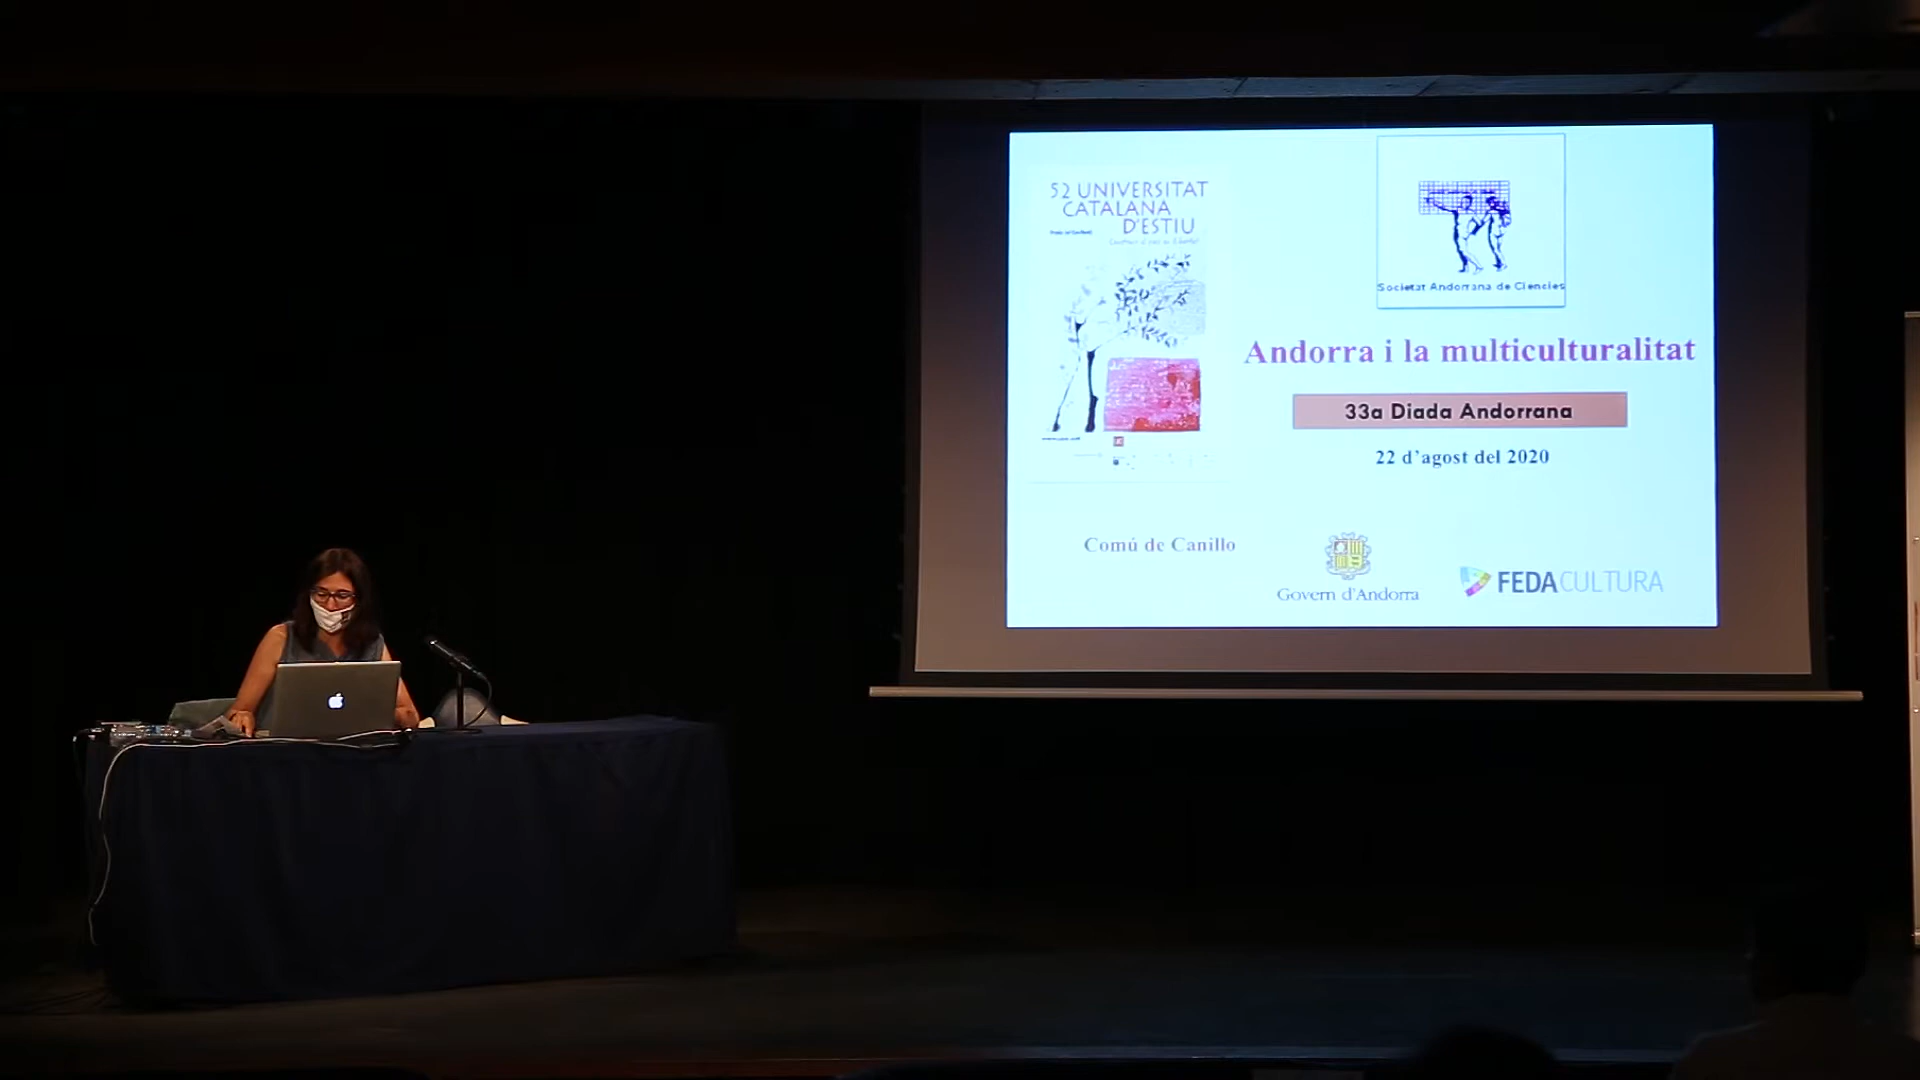 52 UNIVERSITAT
CATALANA
D'ESTIU
Societat Andorrana de Ciències
Andorra i la multiculturalitat
33a Diada Andorrana
22 d'agost del 2020
Comú de Canillo
Govern d'Andorra
FEDACULTURA